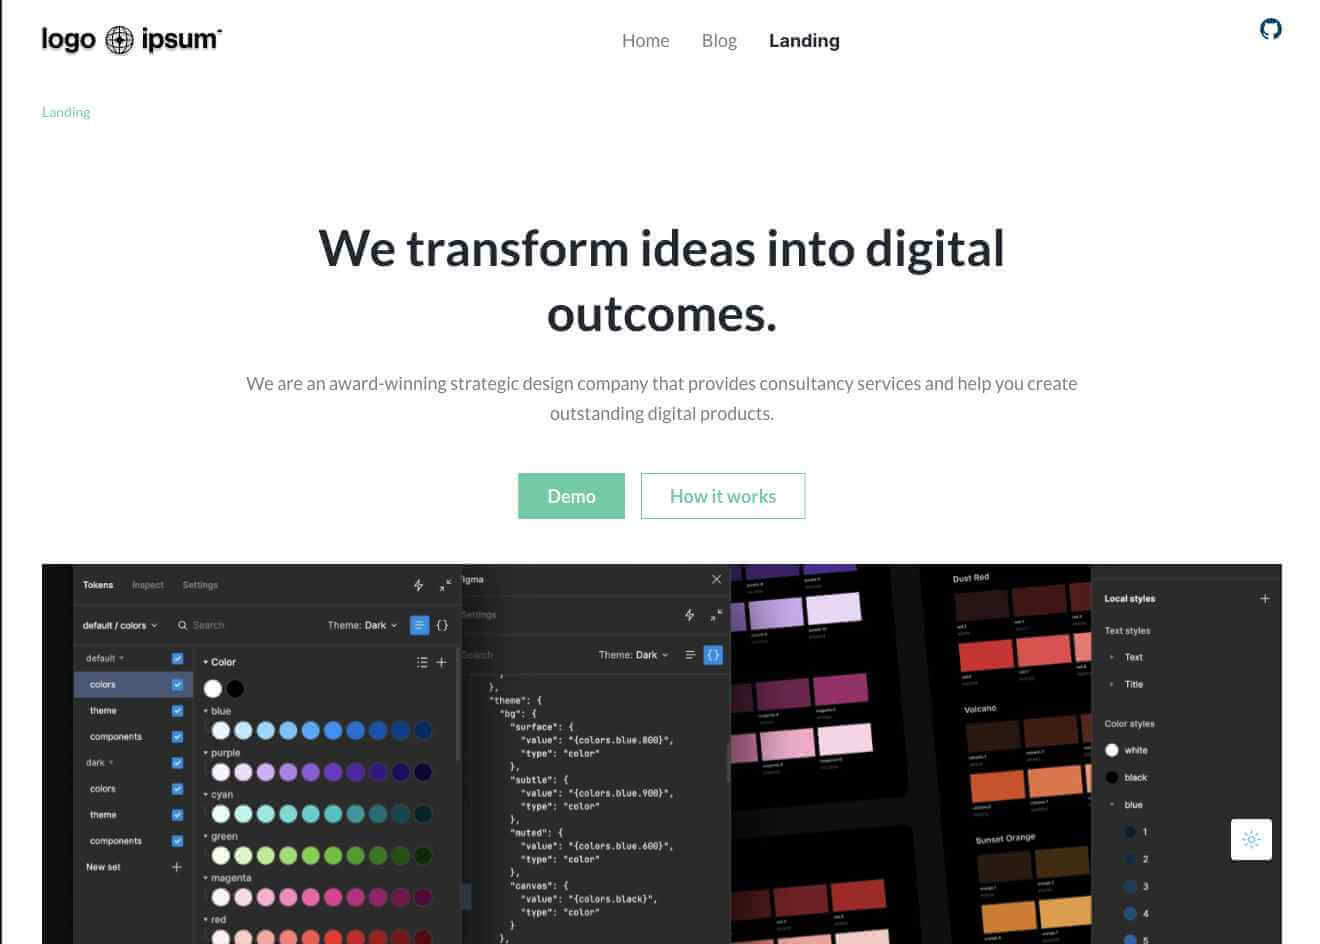 logo ipsum
Home
Blog
Landing
Landing
We transform ideas into digital
outcomes.
We are an award-winning strategic design company that provides consultancy services and help you create
outstanding digital products.
Demo
How it works
Tokens
Inspect
Settings
default / colors
Search
Theme: Dark
{}
default
colors
theme
components
dark
colors
theme
components
New set
Color
blue
purple
cyan
green
magenta
red
figma
Settings
Search
Theme: Dark
{}
},
"theme": {
"bg": {
"surface": {
"value": "{colors.blue.800}",
"type": "color"
},
"subtle": {
"value": "{colors.blue.900}",
"type": "color"
},
"muted": {
"value": "{colors.blue.600}",
"type": "color"
},
"canvas": {
"value": "{colors.black}",
"type": "color"
}
},
Dust Red
Volcano
Sunset Orange
Local styles
Text styles
Text
Title
Color styles
white
black
blue
1
2
3
4
5